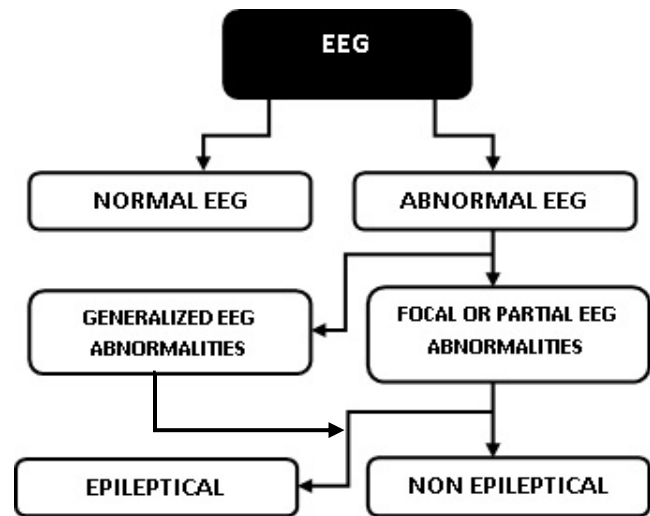 EEG
NORMAL EEG
ABNORMAL EEG
GENERALIZED EEG
ABNORMALITIES
FOCAL OR PARTIAL EEG
ABNORMALITIES
EPILEPTICAL
NON EPILEPTICAL